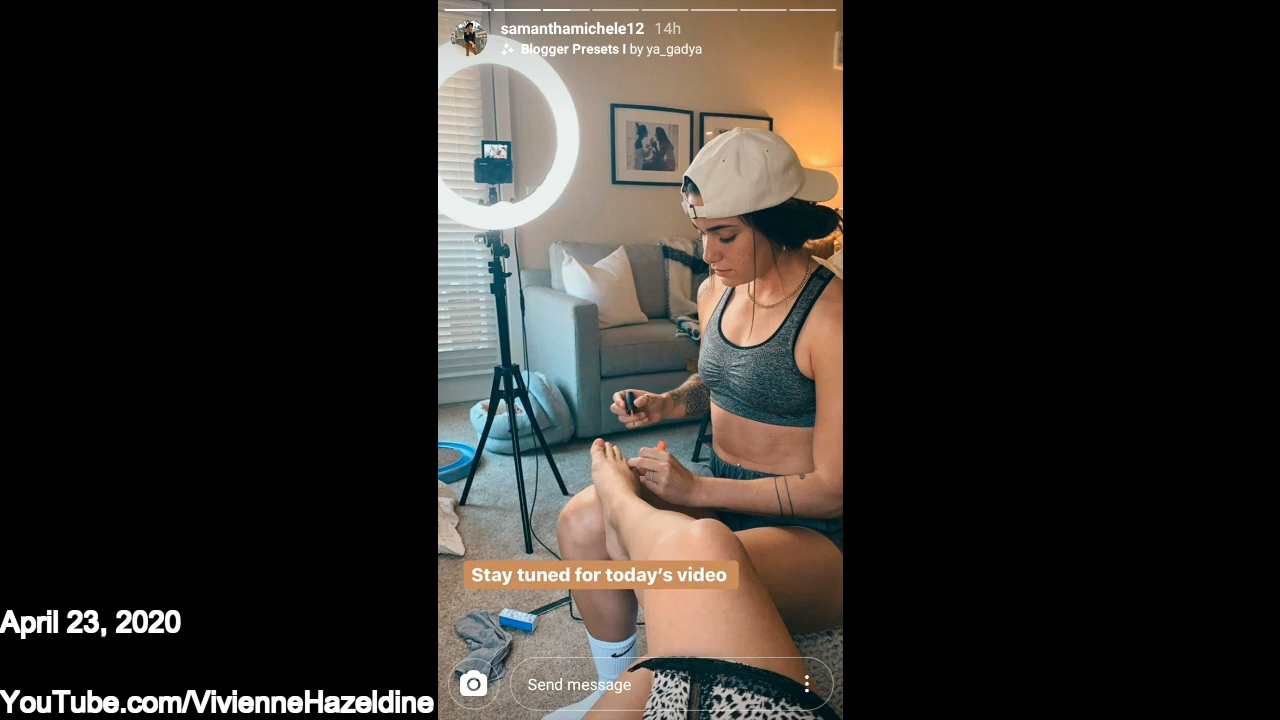 samanthamichele12 14h
Blogger Presets I by ya_gadya
Stay tuned for today’s video
April 23, 2020
Send message
YouTube.com/VivienneHazeldine